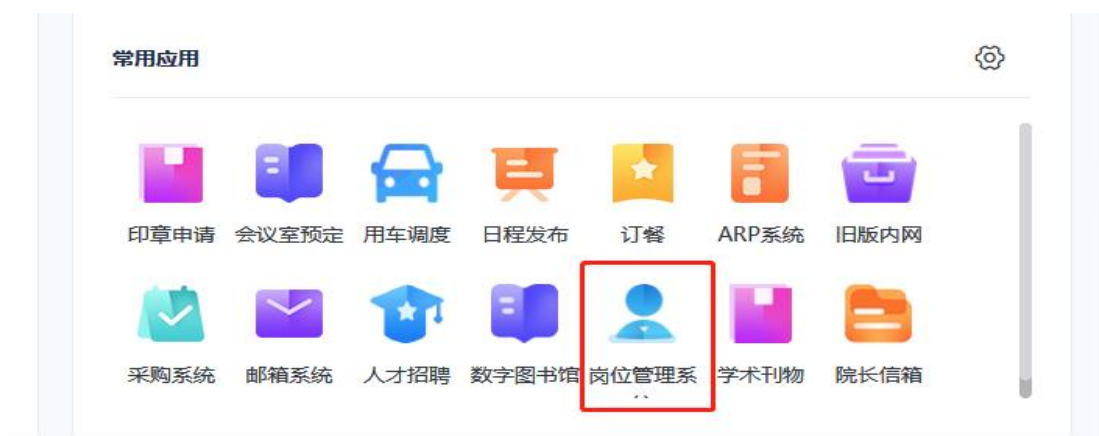 常用应用
印章申请 会议室预定 用车调度 日程发布 订餐 ARP系统 旧版内网
采购系统 邮箱系统 人才招聘 数字图书馆 岗位管理系 学术刊物 院长信箱